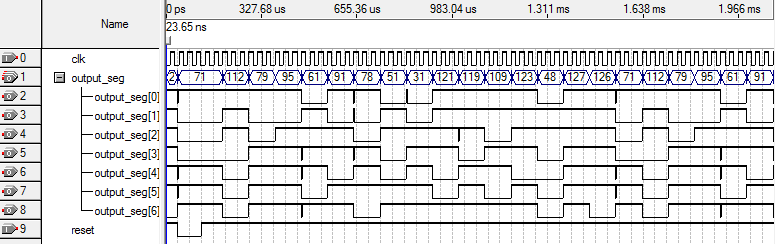 Name 0 ps 327.68 us 655.36 us 983.04 us 1.311 ms 1.638 ms 1.966 ms
23.65 ns
0 clk
1 output_seg 71 112 79 95 61 91 78 51 31 121 119 109 123 48 127 126 71 112 79 95 61 91
2 output_seg[0]
3 output_seg[1]
4 output_seg[2]
5 output_seg[3]
6 output_seg[4]
7 output_seg[5]
8 output_seg[6]
9 reset